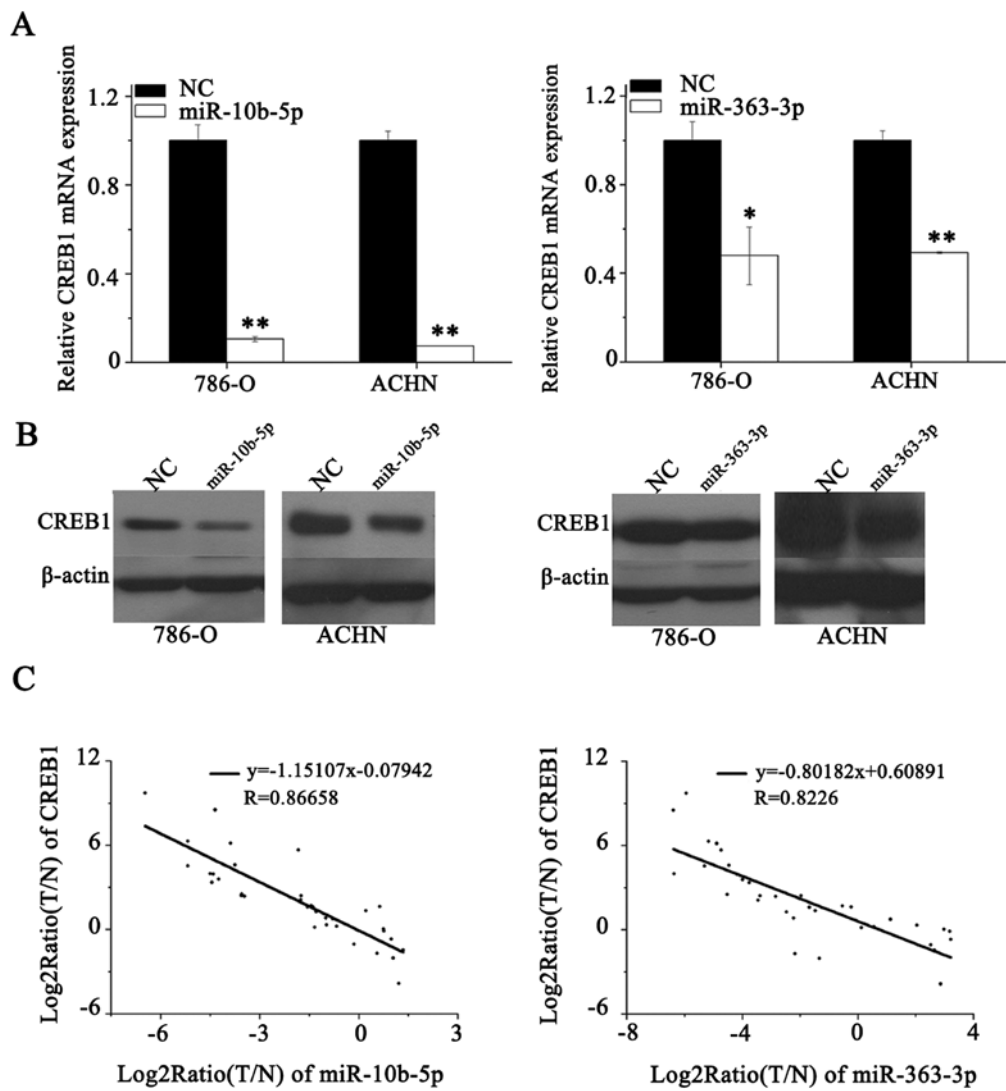 A
NC
miR-10b-5p
Relative CREB1 mRNA expression
1.2
0.8
0.4
0
**
**
786-O
ACHN
NC
miR-363-3p
Relative CREB1 mRNA expression
1.2
0.8
0.4
0
*
**
786-O
ACHN
B
NC
miR-10b-5p
NC
miR-10b-5p
CREB1
β-actin
786-O
ACHN
NC
miR-363-3p
NC
miR-363-3p
CREB1
β-actin
786-O
ACHN
C
Log2Ratio(T/N) of CREB1
12
6
0
-6
y=-1.15107x-0.07942
R=0.86658
-6
-3
0
3
Log2Ratio(T/N) of miR-10b-5p
Log2Ratio(T/N) of CREB1
12
6
0
-6
y=-0.80182x+0.60891
R=0.8226
-8
-4
0
4
Log2Ratio(T/N) of miR-363-3p